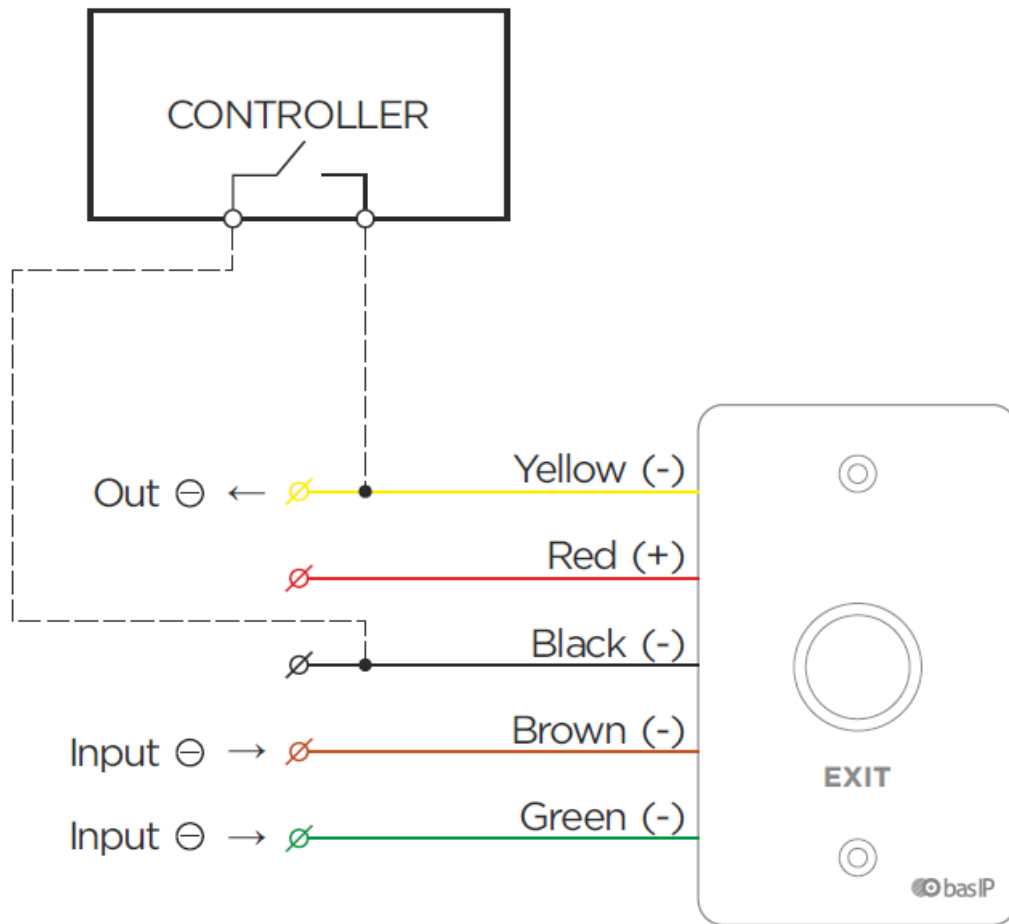 CONTROLLER
Out ⊖ ← Yellow (-)
Red (+)
Black (-)
Input ⊖ → Brown (-)
Input ⊖ → Green (-)
EXIT
basIP